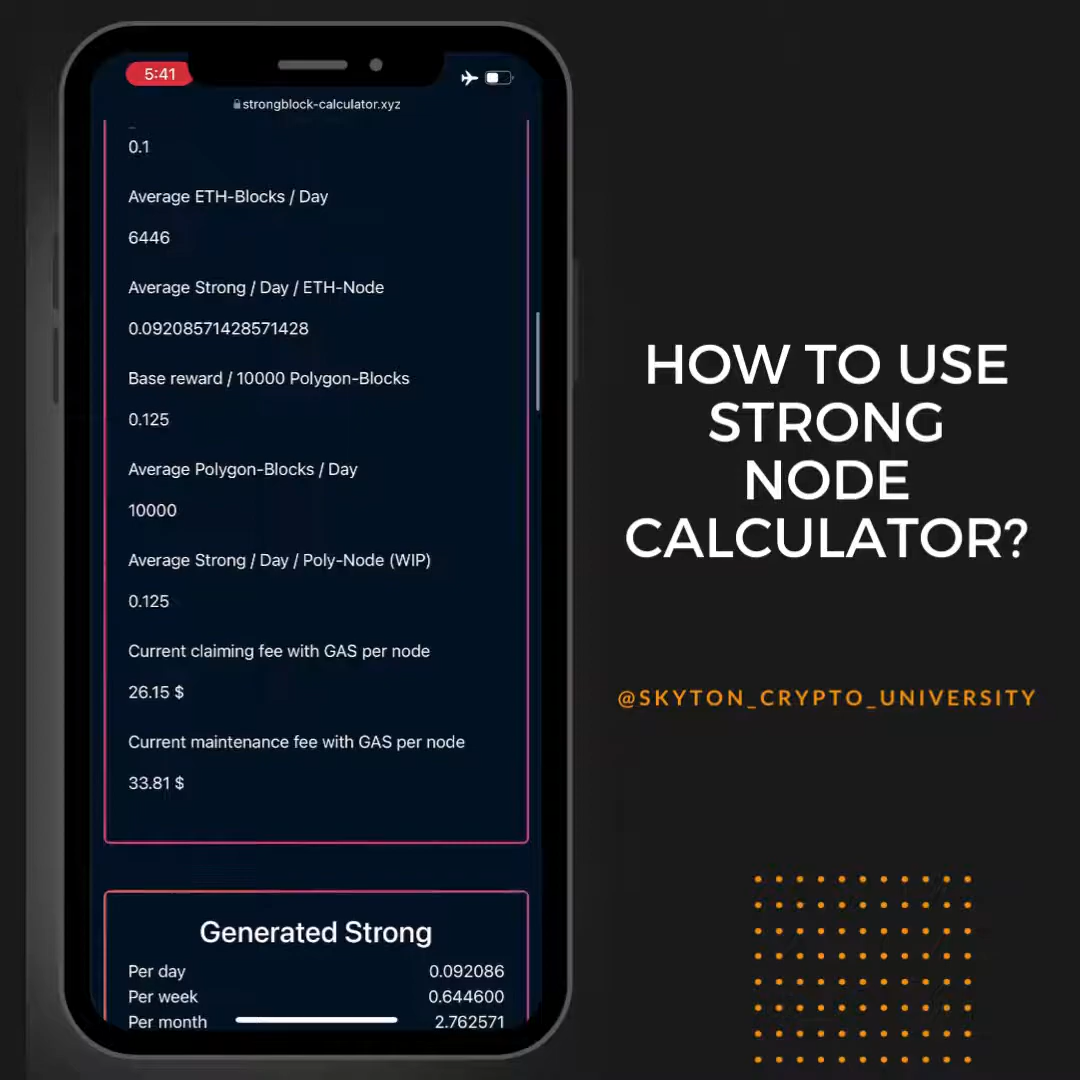 5:41
strongblock-calculator.xyz
0.1
Average ETH-Blocks / Day
6446
Average Strong / Day / ETH-Node
0.09208571428571428
Base reward / 10000 Polygon-Blocks
0.125
Average Polygon-Blocks / Day
10000
Average Strong / Day / Poly-Node (WIP)
0.125
Current claiming fee with GAS per node
26.15 $
Current maintenance fee with GAS per node
33.81 $
Generated Strong
Per day 0.092086
Per week 0.644600
Per month 2.762571
HOW TO USE
STRONG
NODE
CALCULATOR?
@SKYTON_CRYPTO_UNIVERSITY